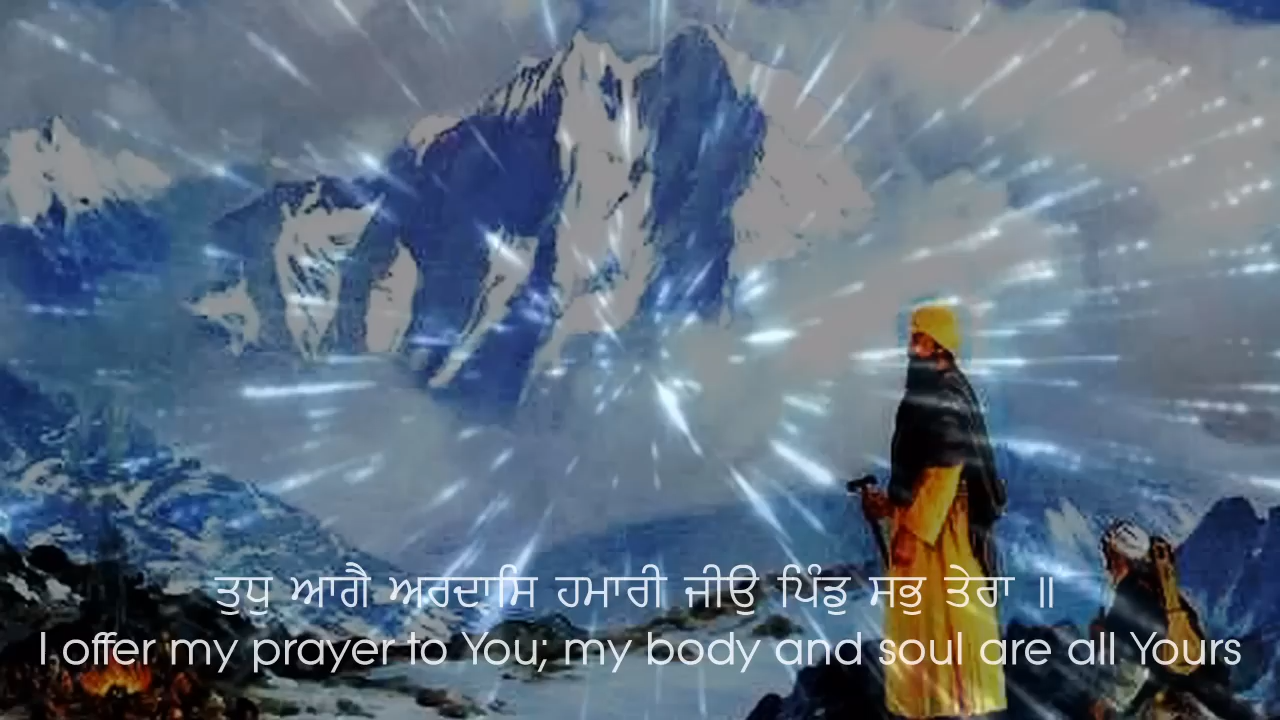 ਤੁਧੁ ਆਗੈ ਅਰਦਾਸਿ ਹਮਾਰੀ ਜੀਉ ਪਿੰਡੁ ਸਭੁ ਤੇਰਾ ॥
I offer my prayer to You; my body and soul are all Yours